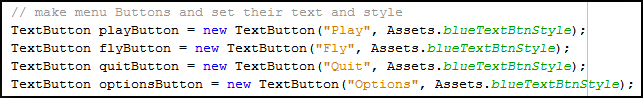 // make menu Buttons and set their text and style
TextButton playButton = new TextButton("Play", Assets.blueTextBtnStyle);
TextButton flyButton = new TextButton("Fly", Assets.blueTextBtnStyle);
TextButton quitButton = new TextButton("Quit", Assets.blueTextBtnStyle);
TextButton optionsButton = new TextButton("Options", Assets.blueTextBtnStyle);